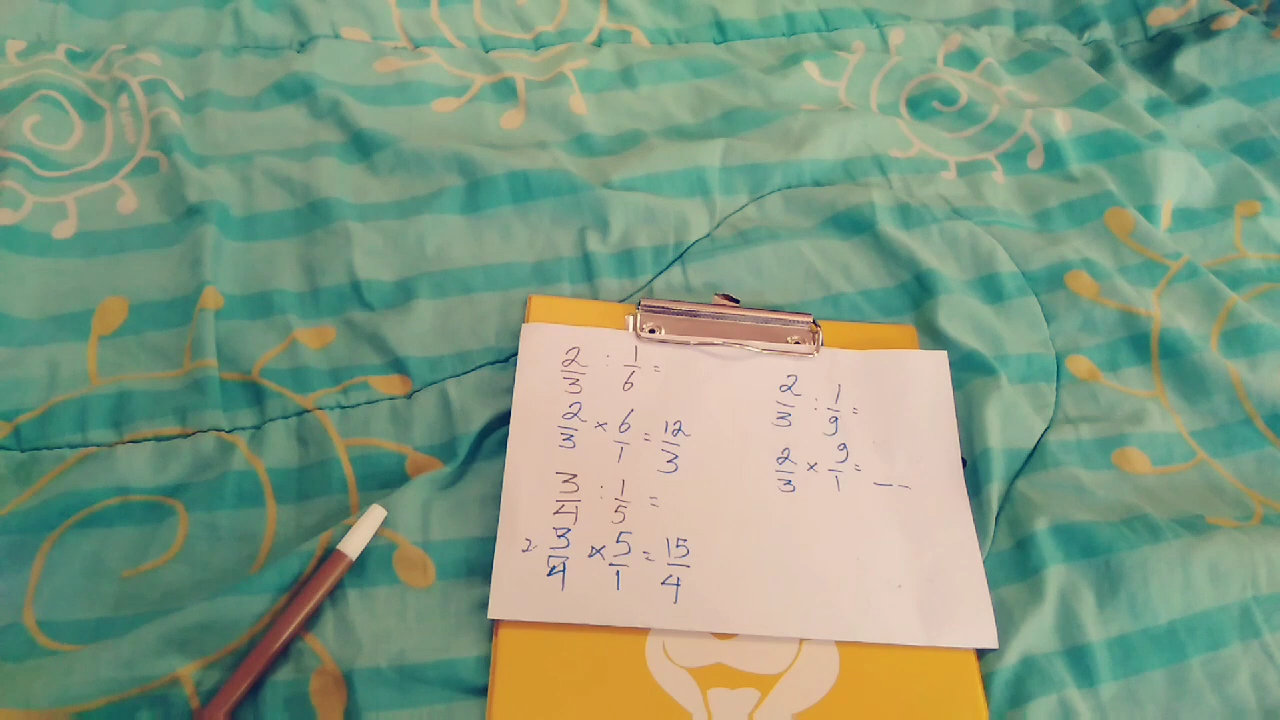 2/3 : 1/6 =
2/3 × 6/1 = 12/3
3/4 : 1/5 =
2. 3/4 × 5/1 = 15/4
2/3 : 1/9 =
2/3 × 9/1 = --